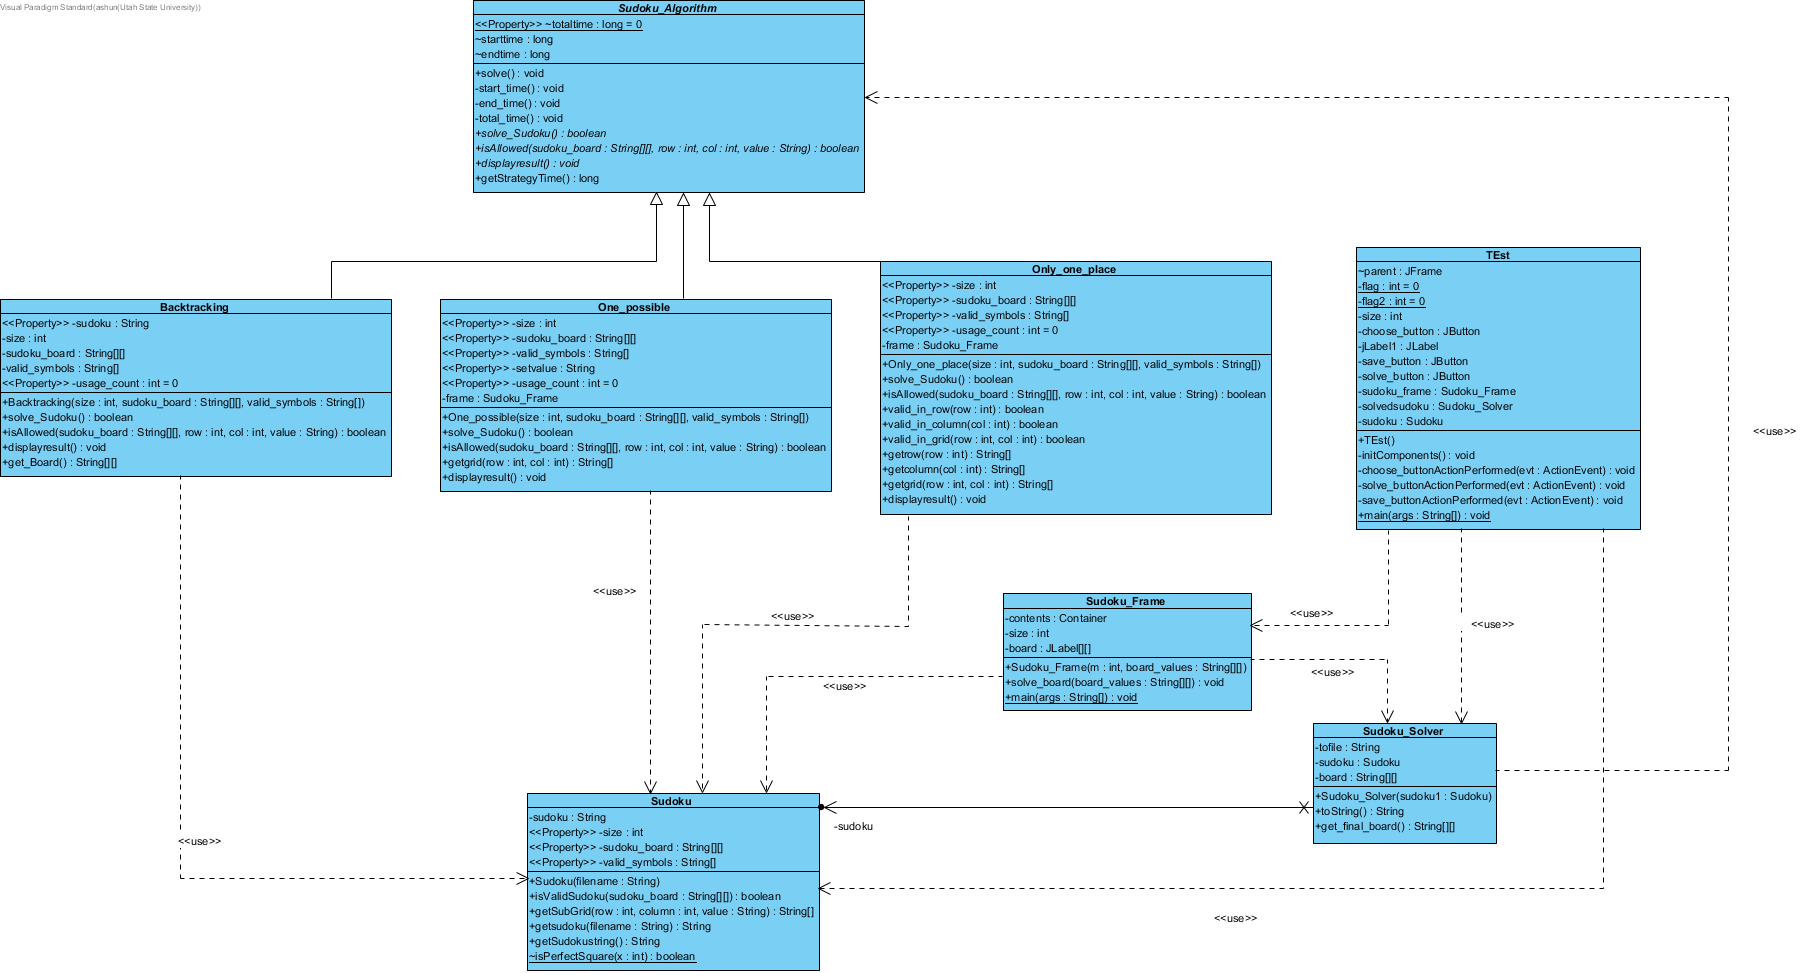 Visual Paradigm Standard(ashun(Utah State University))
Sudoku_Algorithm
<<Property>> ~totaltime : long = 0
~starttime : long
~endtime : long
+solve() : void
-start_time() : void
-end_time() : void
-total_time() : void
+solve_Sudoku() : boolean
+isAllowed(sudoku_board : String[][], row : int, col : int, value : String) : boolean
+displayresult() : void
+getStrategyTime() : long
Backtracking
<<Property>> -sudoku : String
-size : int
-sudoku_board : String[][]
-valid_symbols : String[]
<<Property>> -usage_count : int = 0
+Backtracking(size : int, sudoku_board : String[][], valid_symbols : String[])
+solve_Sudoku() : boolean
+isAllowed(sudoku_board : String[][], row : int, col : int, value : String) : boolean
+displayresult() : void
+get_Board() : String[][]
One_possible
<<Property>> -size : int
<<Property>> -sudoku_board : String[][]
<<Property>> -valid_symbols : String[]
<<Property>> -setvalue : String
<<Property>> -usage_count : int = 0
-frame : Sudoku_Frame
+One_possible(size : int, sudoku_board : String[][], valid_symbols : String[])
+solve_Sudoku() : boolean
+isAllowed(sudoku_board : String[][], row : int, col : int, value : String) : boolean
+getgrid(row : int, col : int) : String[]
+displayresult() : void
Only_one_place
<<Property>> -size : int
<<Property>> -sudoku_board : String[][]
<<Property>> -valid_symbols : String[]
<<Property>> -usage_count : int = 0
-frame : Sudoku_Frame
+Only_one_place(size : int, sudoku_board : String[][], valid_symbols : String[])
+solve_Sudoku() : boolean
+isAllowed(sudoku_board : String[][], row : int, col : int, value : String) : boolean
+valid_in_row(row : int) : boolean
+valid_in_column(col : int) : boolean
+valid_in_grid(row : int, col : int) : boolean
+getrow(row : int) : String[]
+getcolumn(col : int) : String[]
+getgrid(row : int, col : int) : String[]
+displayresult() : void
TEst
~parent : JFrame
-flag : int = 0
-flag2 : int = 0
-size : int
-choose_button : JButton
-jLabel1 : JLabel
-save_button : JButton
-solve_button : JButton
-sudoku_frame : Sudoku_Frame
-solvedsudoku : Sudoku_Solver
-sudoku : Sudoku
+TEst()
-initComponents() : void
-choose_buttonActionPerformed(evt : ActionEvent) : void
-solve_buttonActionPerformed(evt : ActionEvent) : void
-save_buttonActionPerformed(evt : ActionEvent) : void
+main(args : String[]) : void
<<use>>
<<use>>
<<use>>
<<use>>
<<use>>
Sudoku_Frame
-contents : Container
-size : int
-board : JLabel[][]
+Sudoku_Frame(m : int, board_values : String[][])
+solve_board(board_values : String[][]) : void
+main(args : String[]) : void
<<use>>
<<use>>
Sudoku_Solver
-tofile : String
-sudoku : Sudoku
-board : String[][]
+Sudoku_Solver(sudoku1 : Sudoku)
+toString() : String
+get_final_board() : String[][]
-sudoku
<<use>>
Sudoku
-sudoku : String
<<Property>> -size : int
<<Property>> -sudoku_board : String[][]
<<Property>> -valid_symbols : String[]
+Sudoku(filename : String)
+isValidSudoku(sudoku_board : String[][]) : boolean
+getSubGrid(row : int, column : int, value : String) : String[]
+getsudoku(filename : String) : String
+getSudokustring() : String
~isPerfectSquare(x : int) : boolean
<<use>>